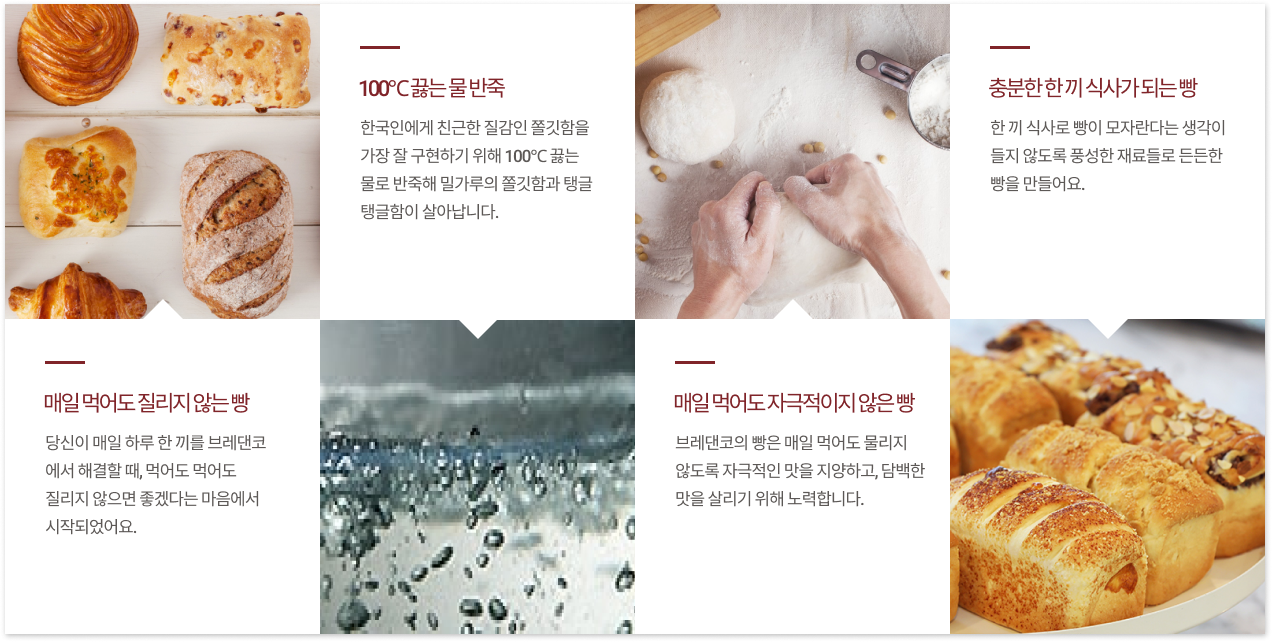 100℃ 끓는 물 반죽
한국인에게 친근한 질감인 쫄깃함을
가장 잘 구현하기 위해 100℃ 끓는
물로 반죽해 밀가루의 쫄깃함과 탱글
탱글함이 살아납니다.
충분한 한 끼 식사가 되는 빵
한 끼 식사로 빵이 모자란다는 생각이
들지 않도록 풍성한 재료들로 든든한
빵을 만들어요.
매일 먹어도 질리지 않는 빵
당신이 매일 하루 한 끼를 브레댄코
에서 해결할 때, 먹어도 먹어도
질리지 않으면 좋겠다는 마음에서
시작되었어요.
매일 먹어도 자극적이지 않은 빵
브레댄코의 빵은 매일 먹어도 물리지
않도록 자극적인 맛을 지양하고, 담백한
맛을 살리기 위해 노력합니다.